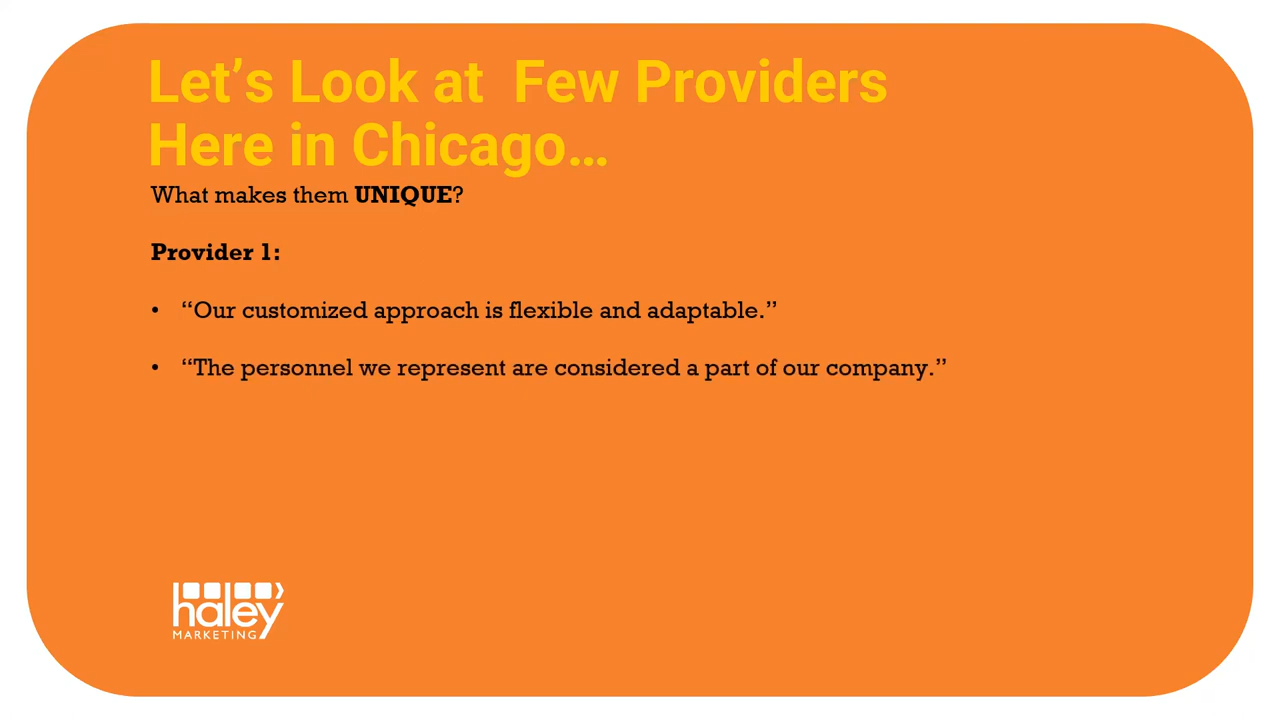 Let’s Look at  Few Providers
Here in Chicago…
What makes them UNIQUE?
Provider 1:
• “Our customized approach is flexible and adaptable.”
• “The personnel we represent are considered a part of our company.”
haley
MARKETING